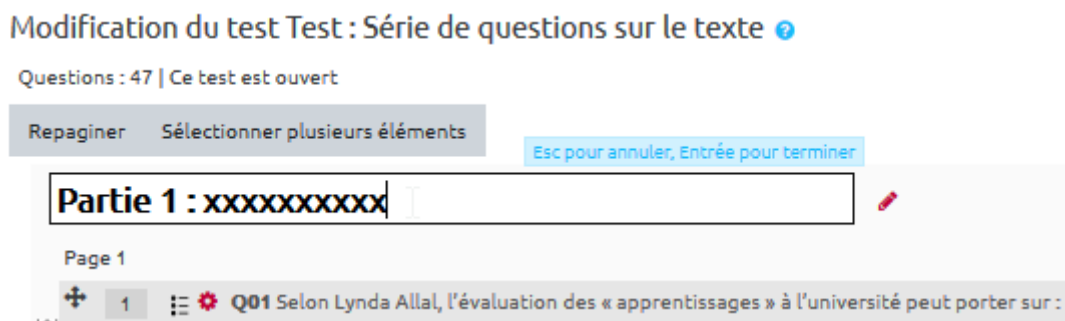 Modification du test Test : Série de questions sur le texte ?
Questions : 47 | Ce test est ouvert
Repaginer Sélectionner plusieurs éléments
Esc pour annuler, Entrée pour terminer
Partie 1 : xxxxxxxxxx
Page 1
1 Q01 Selon Lynda Allal, l'évaluation des « apprentissages » à l'université peut porter sur :